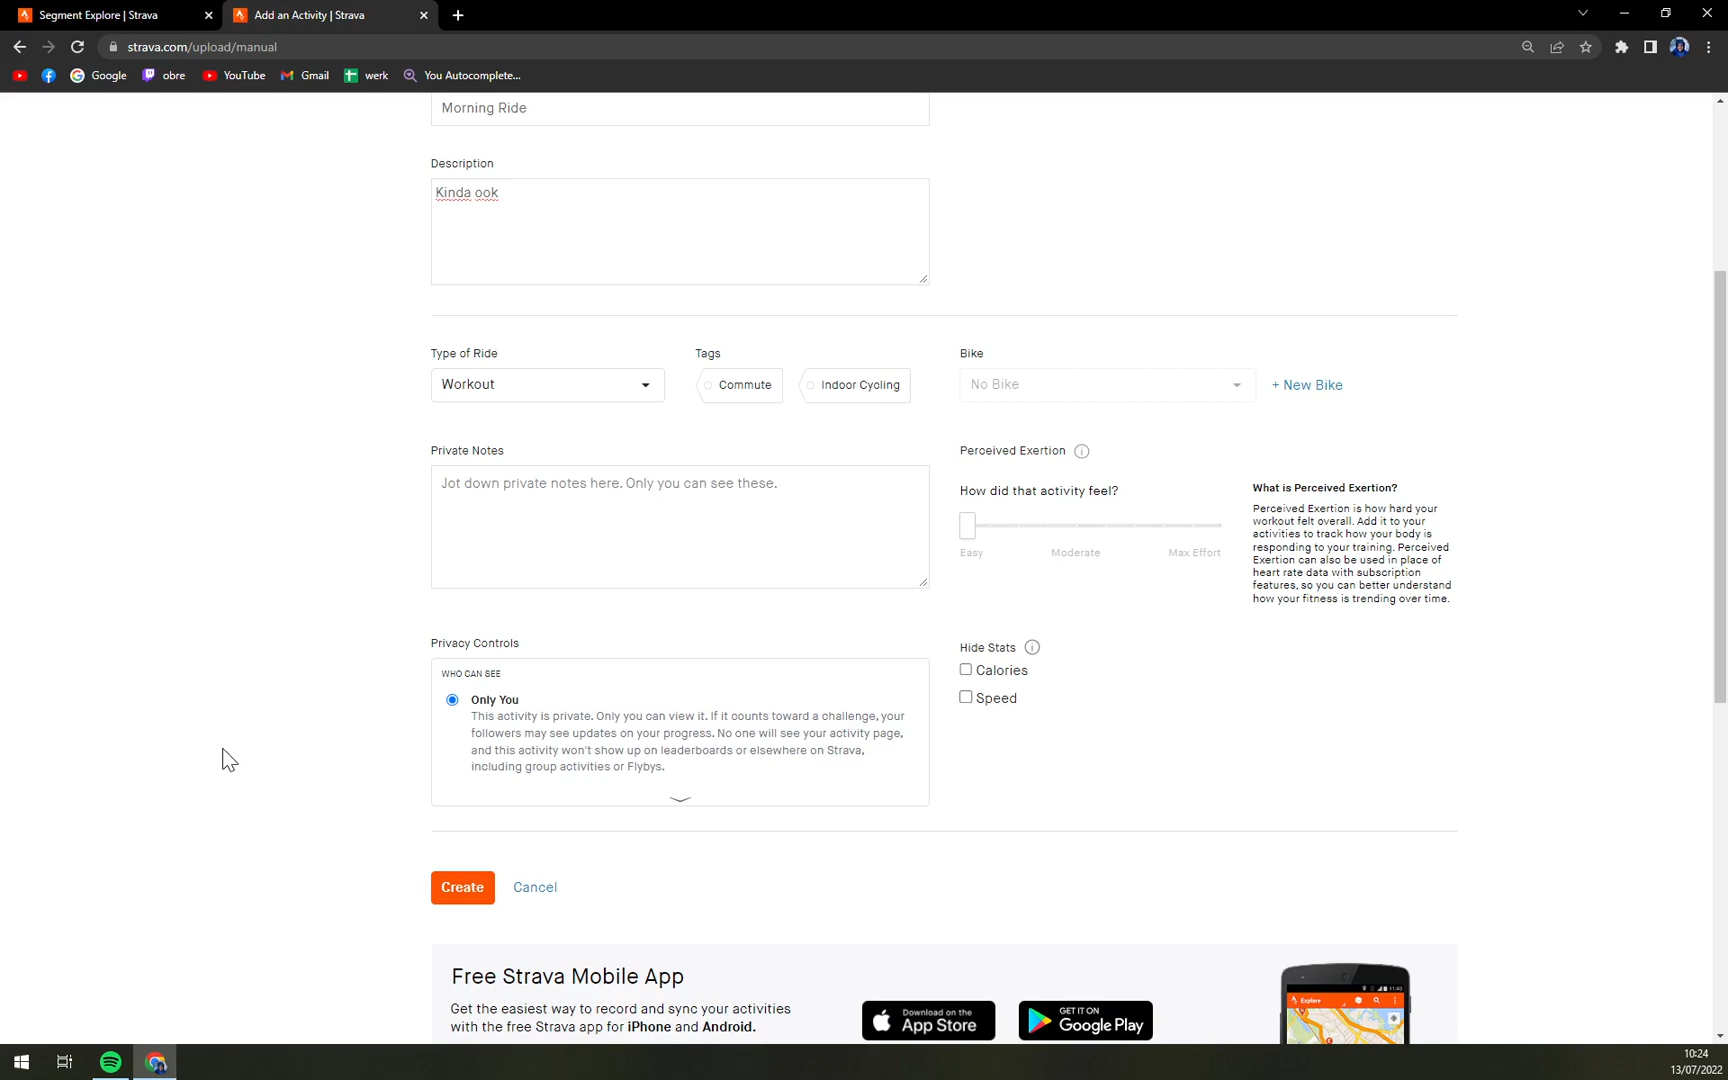 Segment Explore | Strava
Add an Activity | Strava
strava.com/upload/manual
Google
obre
YouTube
Gmail
werk
You Autocomplete...
Morning Ride
Description
Kinda ook
Type of Ride
Tags
Bike
Workout
Commute
Indoor Cycling
No Bike
+ New Bike
Private Notes
Jot down private notes here. Only you can see these.
Perceived Exertion
How did that activity feel?
Easy
Moderate
Max Effort
What is Perceived Exertion?
Perceived Exertion is how hard your
workout felt overall. Add it to your
activities to track how your body is
responding to your training. Perceived
Exertion can also be used in place of
heart rate data with subscription
features, so you can better understand
how your fitness is trending over time.
Privacy Controls
WHO CAN SEE
Only You
This activity is private. Only you can view it. If it counts toward a challenge, your
followers may see updates on your progress. No one will see your activity page,
and this activity won't show up on leaderboards or elsewhere on Strava,
including group activities or Flybys.
Hide Stats
Calories
Speed
Create
Cancel
Free Strava Mobile App
Get the easiest way to record and sync your activities
with the free Strava app for iPhone and Android.
Download on the
App Store
GET IT ON
Google Play
11:40
Explore
10:24
13/07/2022